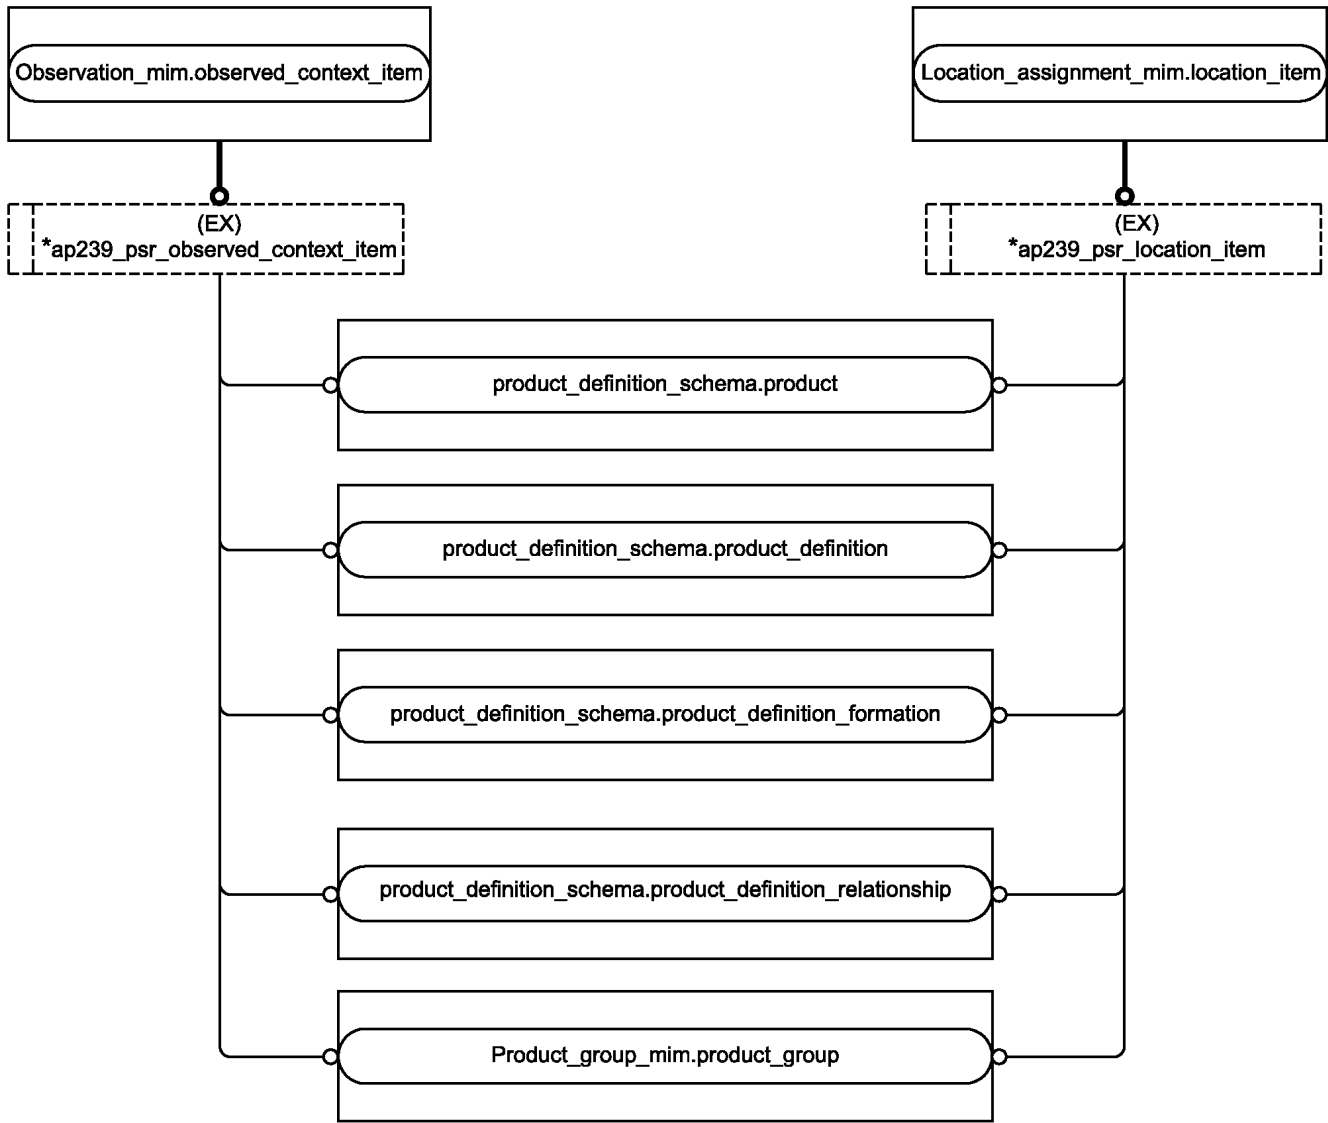 Observation_mim.observed_context_item
Location_assignment_mim.location_item
(EX)
*ap239_psr_observed_context_item
(EX)
*ap239_psr_location_item
product_definition_schema.product
product_definition_schema.product_definition
product_definition_schema.product_definition_formation
product_definition_schema.product_definition_relationship
Product_group_mim.product_group